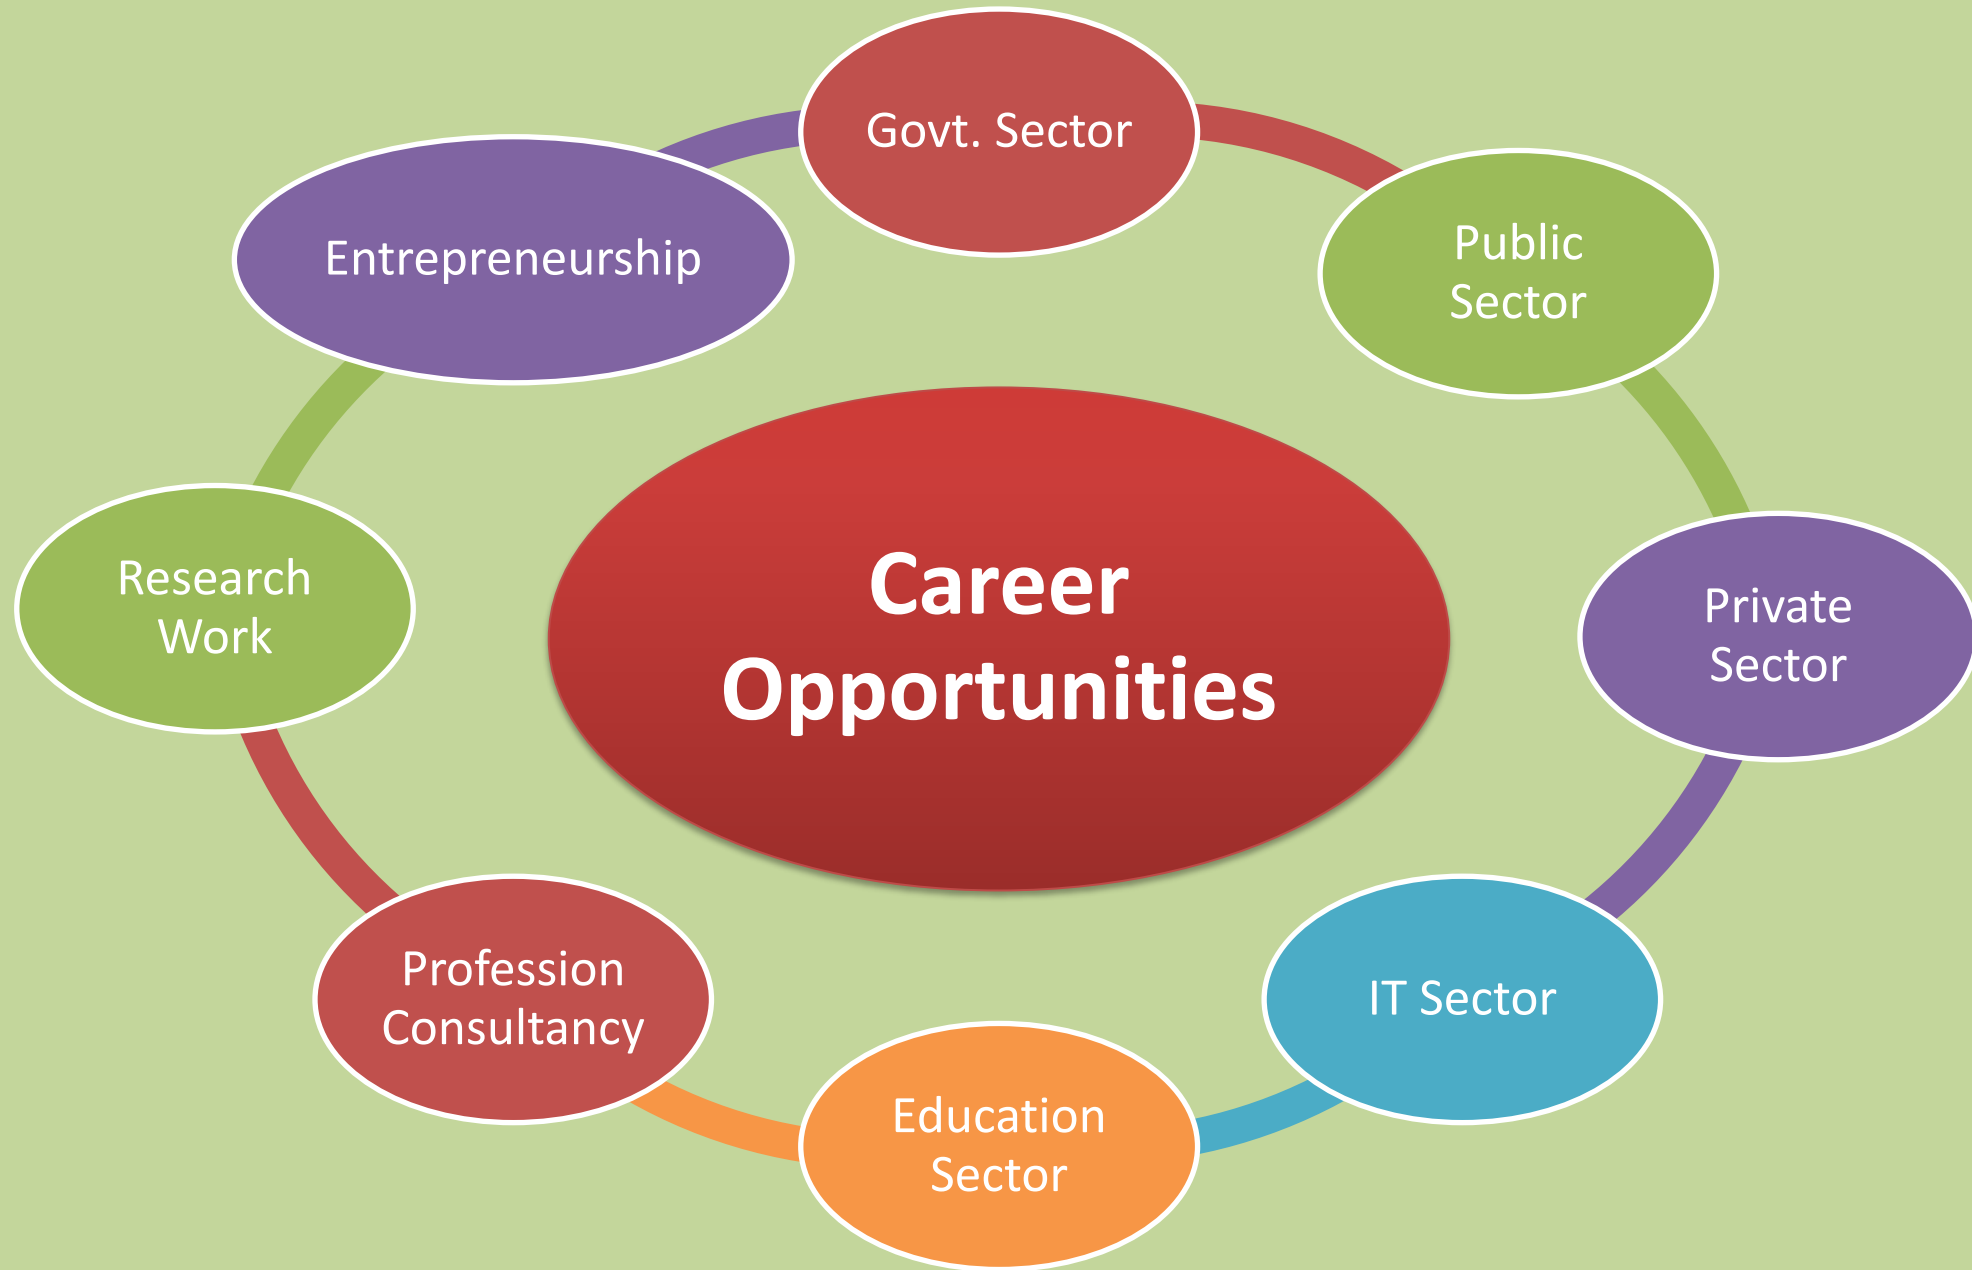 Govt. Sector
Public
Sector
Private
Sector
IT Sector
Education
Sector
Profession
Consultancy
Research
Work
Entrepreneurship
Career
Opportunities